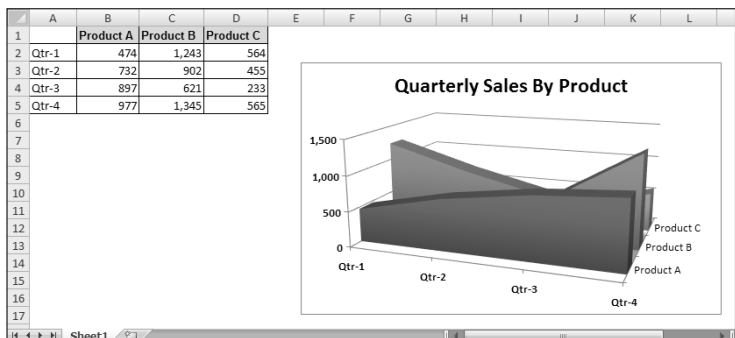 A B C D E F G H I J K L
1 Product A Product B Product C
2 Qtr-1 474 1,243 564
3 Qtr-2 732 902 455
4 Qtr-3 897 621 233
5 Qtr-4 977 1,345 565
6
7
8
9
10
11
12
13
14
15
16
17
Quarterly Sales By Product
1,500
1,000
500
0
Qtr-1
Qtr-2
Qtr-3
Qtr-4
Product C
Product B
Product A
Sheet1